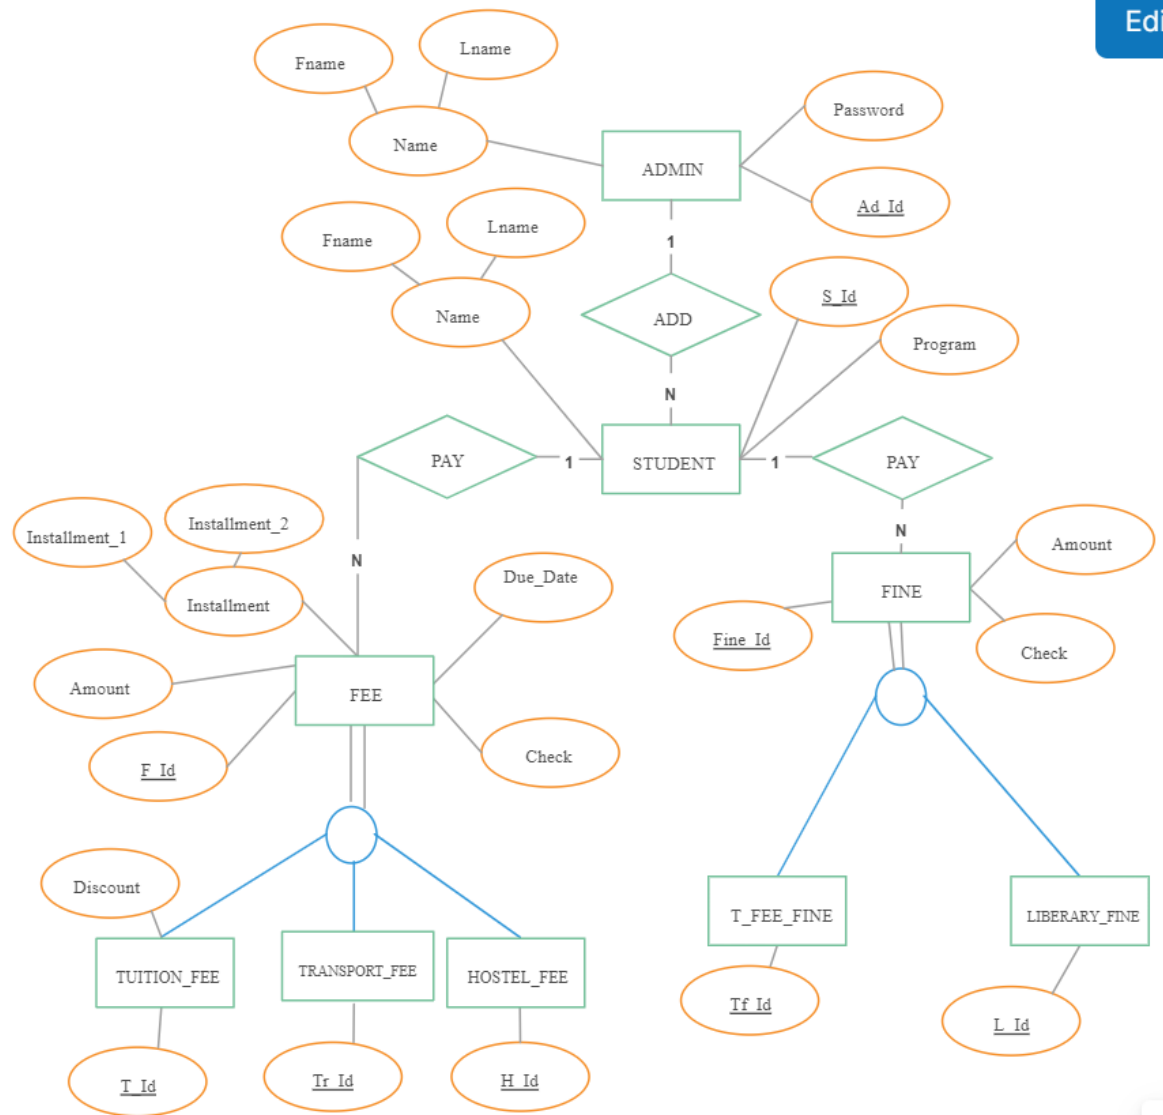 Edi
Lname
Fname
Password
Name
ADMIN
Ad_Id
Lname
Fname
1
S_Id
Name
ADD
Program
N
PAY
1
STUDENT
1
PAY
Installment_2
Installment_1
N
Amount
N
Due_Date
FINE
Installment
Fine_Id
Check
Amount
FEE
Check
F_Id
Discount
T_FEE_FINE
LIBERARY_FINE
TUITION_FEE
TRANSPORT_FEE
HOSTEL_FEE
Tf_Id
L_Id
T_Id
Tr_Id
H_Id